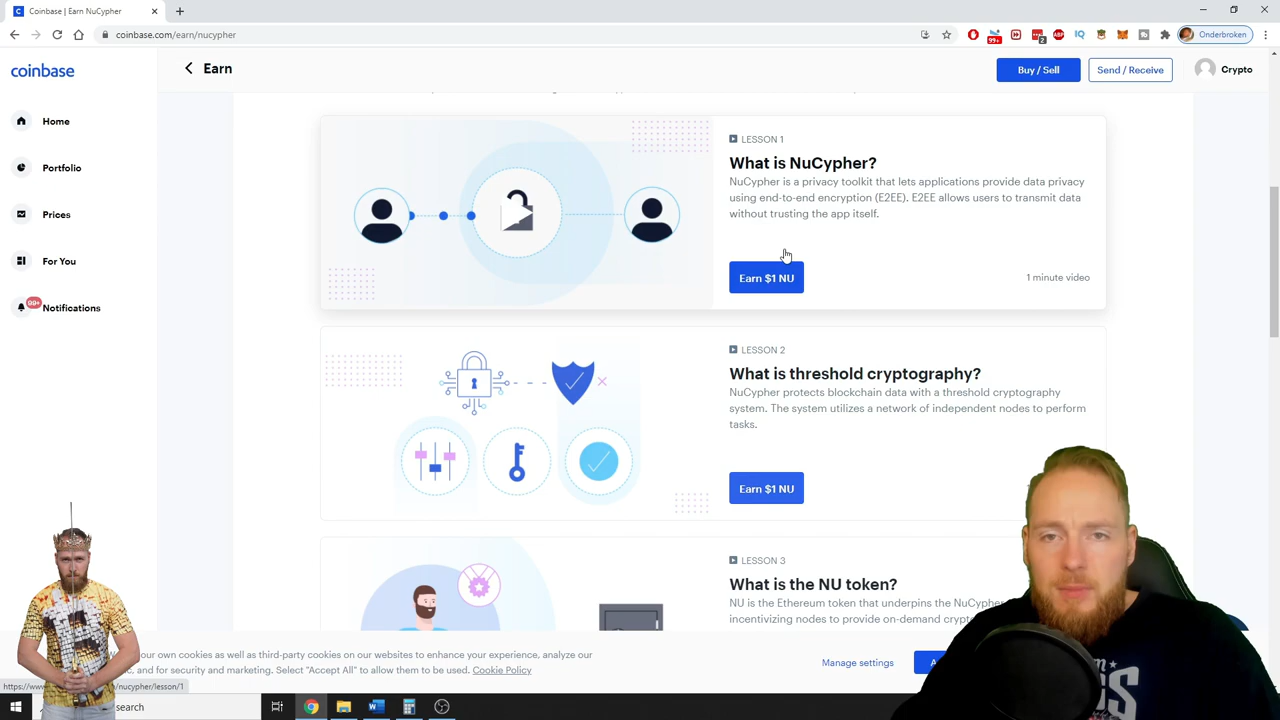 Coinbase | Earn NuCypher
coinbase.com/earn/nucypher
99+
2
ABP
IQ
Onderbroken
coinbase
Earn
Buy / Sell
Send / Receive
Crypto
Home
Portfolio
Prices
For You
99+
Notifications
LESSON 1
What is NuCypher?
NuCypher is a privacy toolkit that lets applications provide data privacy
using end-to-end encryption (E2EE). E2EE allows users to transmit data
without trusting the app itself.
Earn $1 NU
1 minute video
LESSON 2
What is threshold cryptography?
NuCypher protects blockchain data with a threshold cryptography
system. The system utilizes a network of independent nodes to perform
tasks.
Earn $1 NU
LESSON 3
What is the NU token?
NU is the Ethereum token that underpins the NuCypher
incentivizing nodes to provide on-demand
your own cookies as well as third-party cookies on our websites to enhance your experience, analyze our
and for security and marketing. Select "Accept All" to allow them to be used. Cookie Policy
Manage settings
nucypher/lesson/1
search